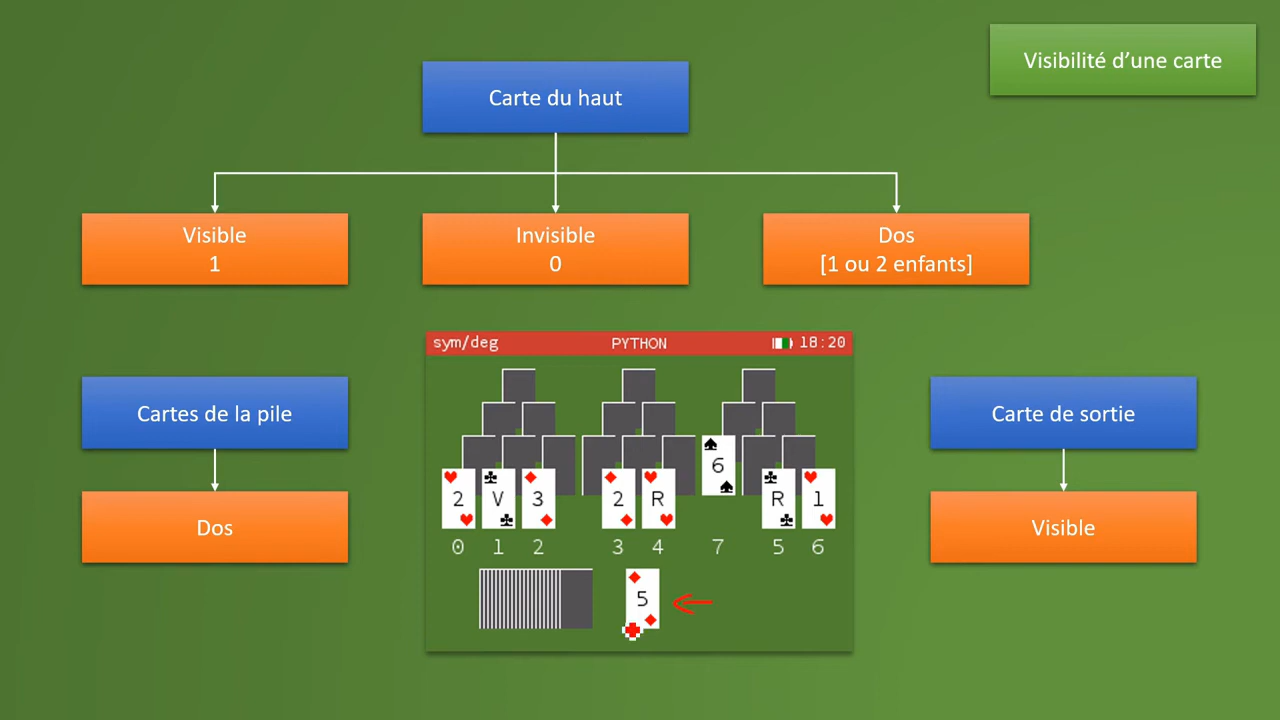 Visibilité d’une carte
Carte du haut
Visible
1
Invisible
0
Dos
[1 ou 2 enfants]
Cartes de la pile
Dos
sym/deg PYTHON 18:20
6
2 V 3 2 R R 1
0 1 2 3 4 7 5 6
5
Carte de sortie
Visible